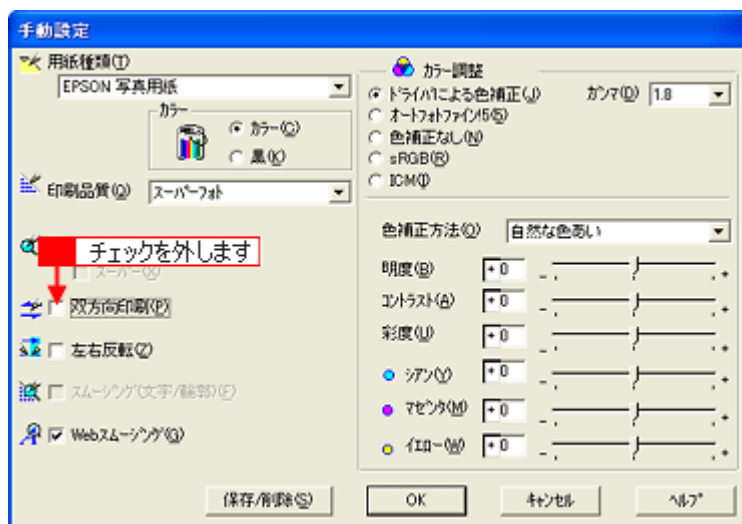 手動設定
用紙種類(T)
EPSON 写真用紙
カラー
カラー(C)
黒(K)
印刷品質(Q)
スーパーフォト
チェックを外します
スーパー(X)
双方向印刷(P)
左右反転(Z)
スムージング(文字/輪郭)(F)
Webスムージング(G)
カラー調整
ドライバによる色補正(J)
ガンマ(D)
1.8
オートフォトファイン!5(5)
色補正なし(N)
sRGB(R)
ICM(I)
色補正方法(O)
自然な色あい
明度(B)
+ 0
- +
コントラスト(A)
+ 0
- +
彩度(U)
+ 0
- +
シアン(Y)
+ 0
- +
マゼンタ(M)
+ 0
- +
イエロー(W)
+ 0
- +
保存/削除(S)
OK
キャンセル
ヘルプ